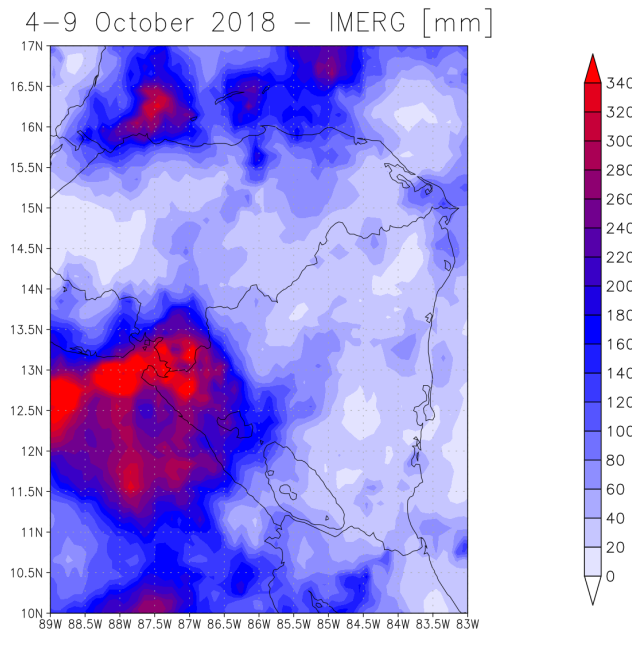 4-9 October 2018 - IMERG [mm]
17N
16.5N
16N
15.5N
15N
14.5N
14N
13.5N
13N
12.5N
12N
11.5N
11N
10.5N
10N
89W 88.5W 88W 87.5W 87W 86.5W 86W 85.5W 85W 84.5W 84W 83.5W 83W
340
320
300
280
260
240
220
200
180
160
140
120
100
80
60
40
20
0